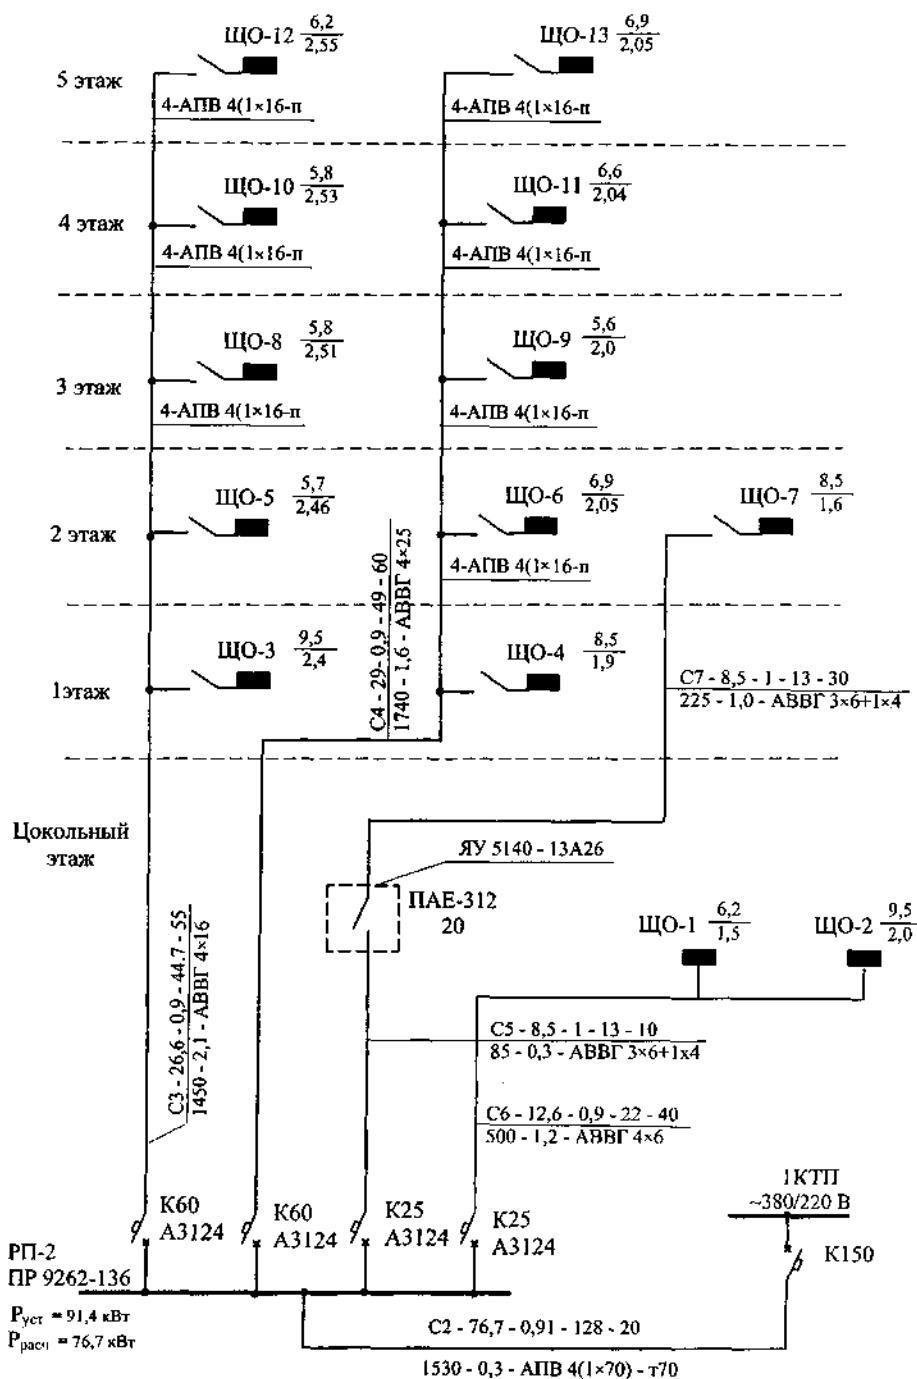 ЩО-12 6,2
2,55
ЩО-13 6,9
2,05
5 этаж
4-АПВ 4(1×16-п
4-АПВ 4(1×16-п
ЩО-10 5,8
2,53
ЩО-11 6,6
2,04
4 этаж
4-АПВ 4(1×16-п
4-АПВ 4(1×16-п
ЩО-8 5,8
2,51
ЩО-9 5,6
2,0
3 этаж
4-АПВ 4(1×16-п
4-АПВ 4(1×16-п
ЩО-5 5,7
2,46
ЩО-6 6,9
2,05
ЩО-7 8,5
1,6
2 этаж
4-АПВ 4(1×16-п
С4 - 29- 0,9 - 49 - 60
1740 - 1,6 - АВВГ 4×25
ЩО-3 9,5
2,4
ЩО-4 8,5
1,9
1этаж
С7 - 8,5 - 1 - 13 - 30
225 - 1,0 - АВВГ 3×6+1×4
Цокольный
этаж
ЯУ 5140 - 13А26
ПАЕ-312
20
ЩО-1 6,2
1,5
ЩО-2 9,5
2,0
С3 - 26,6 - 0,9 - 44.7 - 55
1450 - 2,1 - АВВГ 4×16
С5 - 8,5 - 1 - 13 - 10
85 - 0,3 - АВВГ 3×6+1х4
С6 - 12,6 - 0,9 - 22 - 40
500 - 1,2 - АВВГ 4×6
1КТП
~380/220 В
К60
А3124
К60
А3124
К25
А3124
К25
А3124
К150
РП-2
ПР 9262-136
Руст = 91,4 кВт
Ррасч = 76,7 кВт
С2 - 76,7 - 0,91 - 128 - 20
1530 - 0,3 - АПВ 4(1×70) - т70